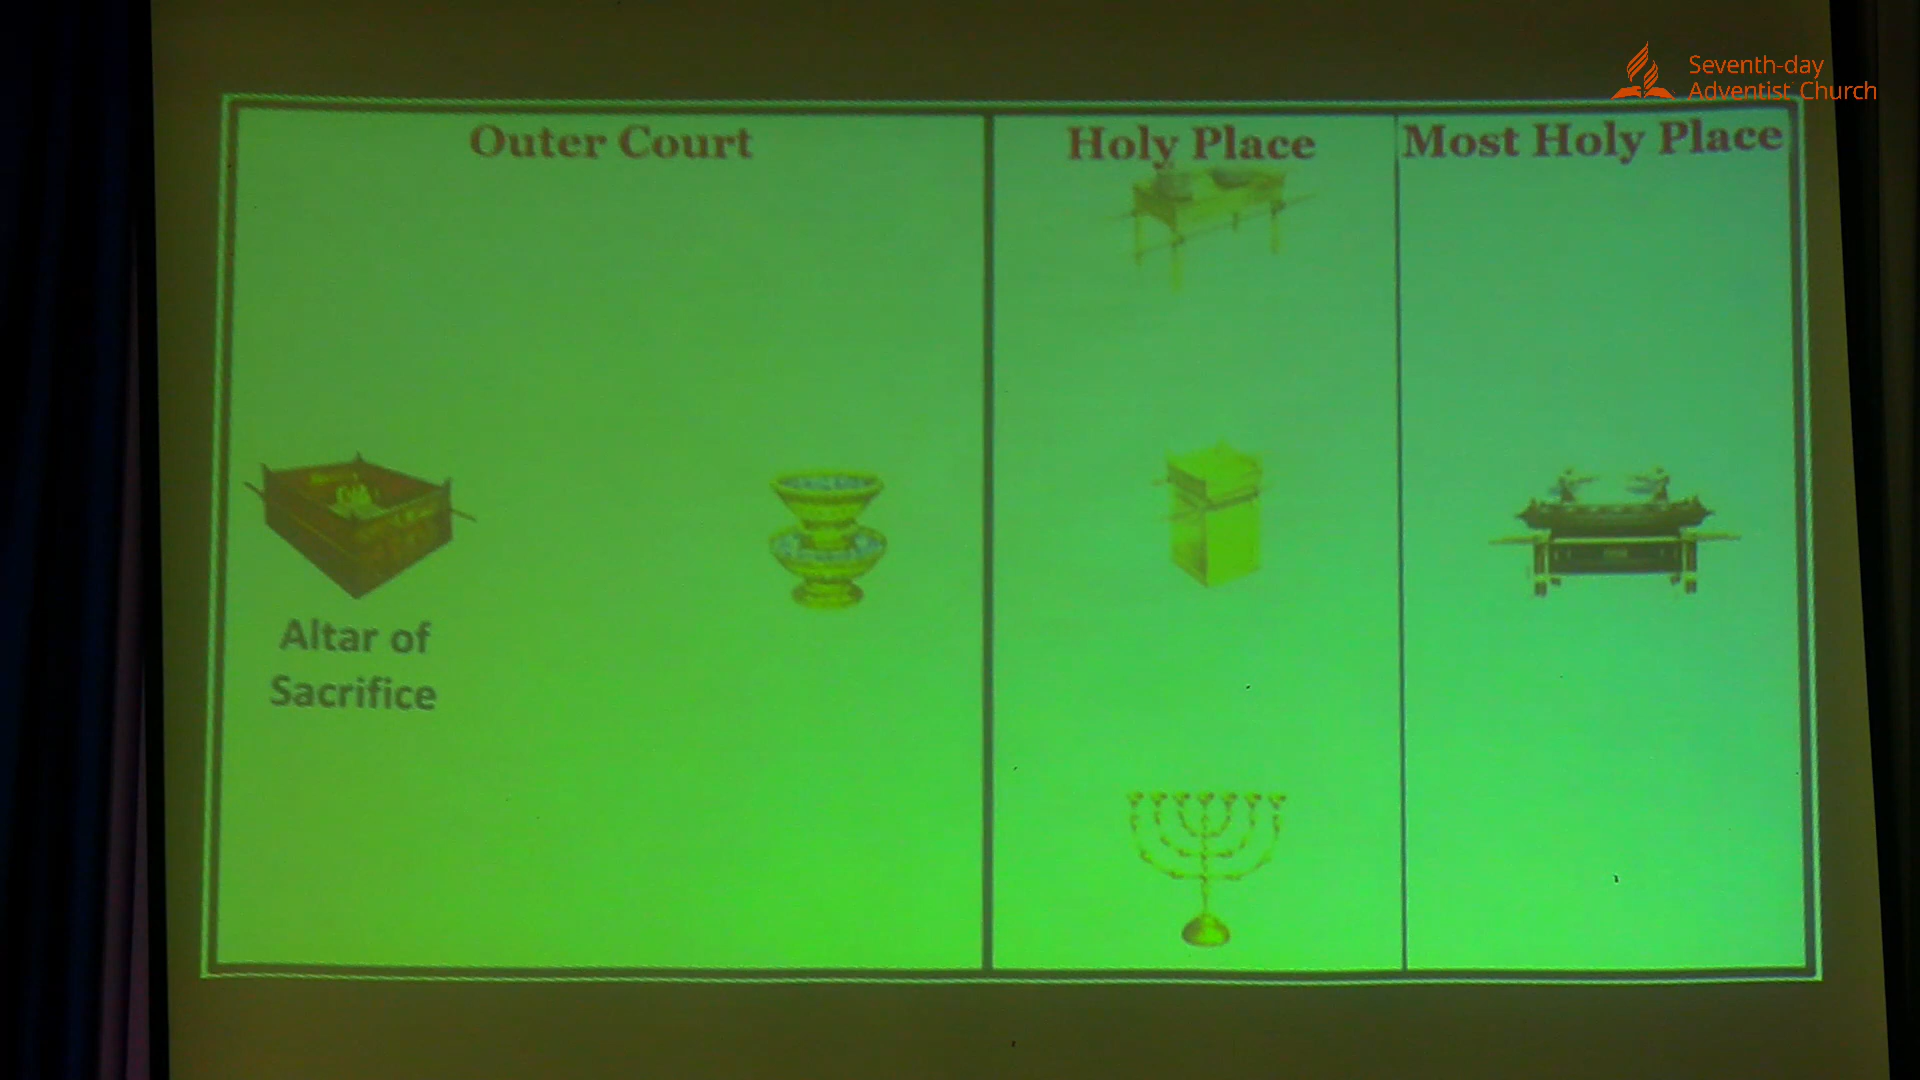 Seventh-day
Adventist Church
Outer Court
Holy Place
Most Holy Place
Altar of
Sacrifice